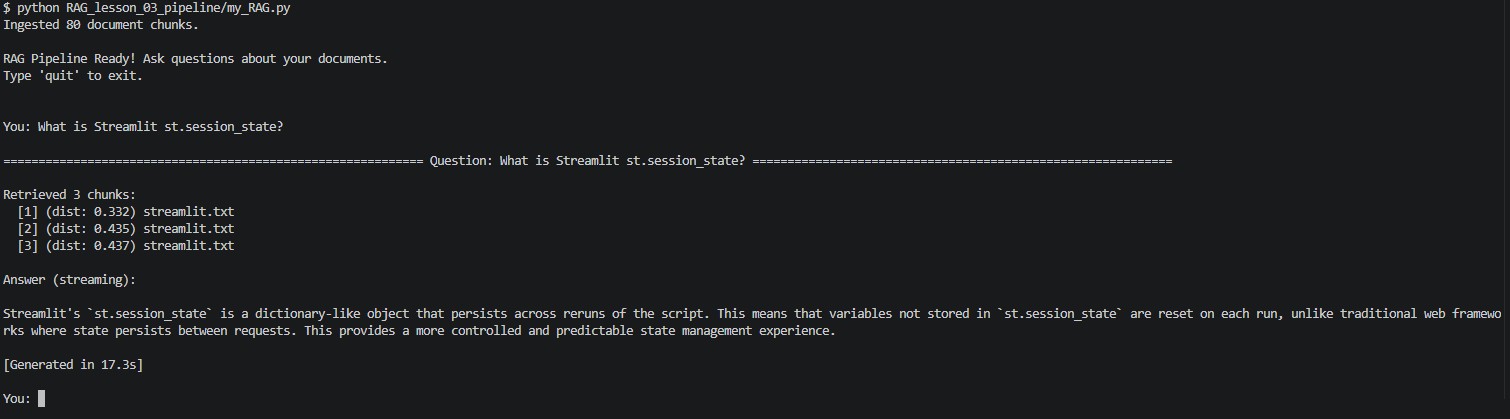 $ python RAG_lesson_03_pipeline/my_RAG.py
Ingested 80 document chunks.
RAG Pipeline Ready! Ask questions about your documents.
Type 'quit' to exit.
You: What is Streamlit st.session_state?
============================================================ Question: What is Streamlit st.session_state? ============================================================
Retrieved 3 chunks:
[1] (dist: 0.332) streamlit.txt
[2] (dist: 0.435) streamlit.txt
[3] (dist: 0.437) streamlit.txt
Answer (streaming):
Streamlit's `st.session_state` is a dictionary-like object that persists across reruns of the script. This means that variables not stored in `st.session_state` are reset on each run, unlike traditional web framewo
rks where state persists between requests. This provides a more controlled and predictable state management experience.
[Generated in 17.3s]
You: